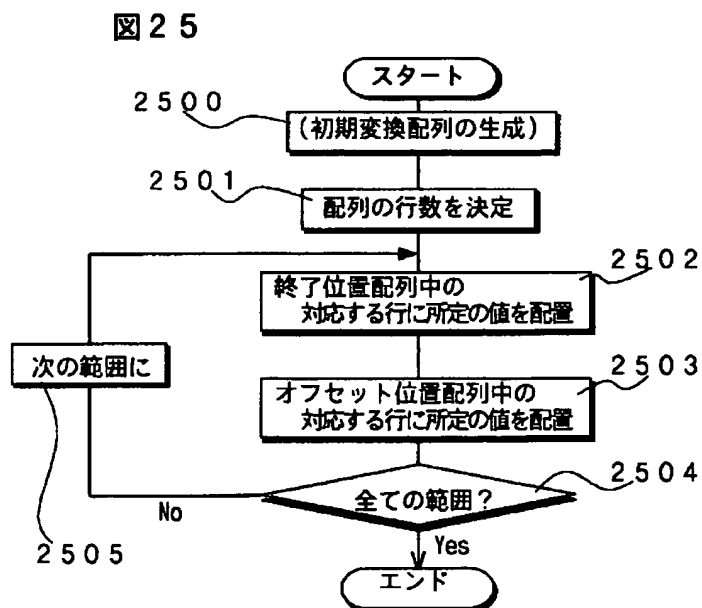 図25
スタート
2500
(初期変換配列の生成)
2501
配列の行数を決定
2502
終了位置配列中の
対応する行に所定の値を配置
次の範囲に
2503
オフセット位置配列中の
対応する行に所定の値を配置
2504
全ての範囲?
No
2505
Yes
エンド